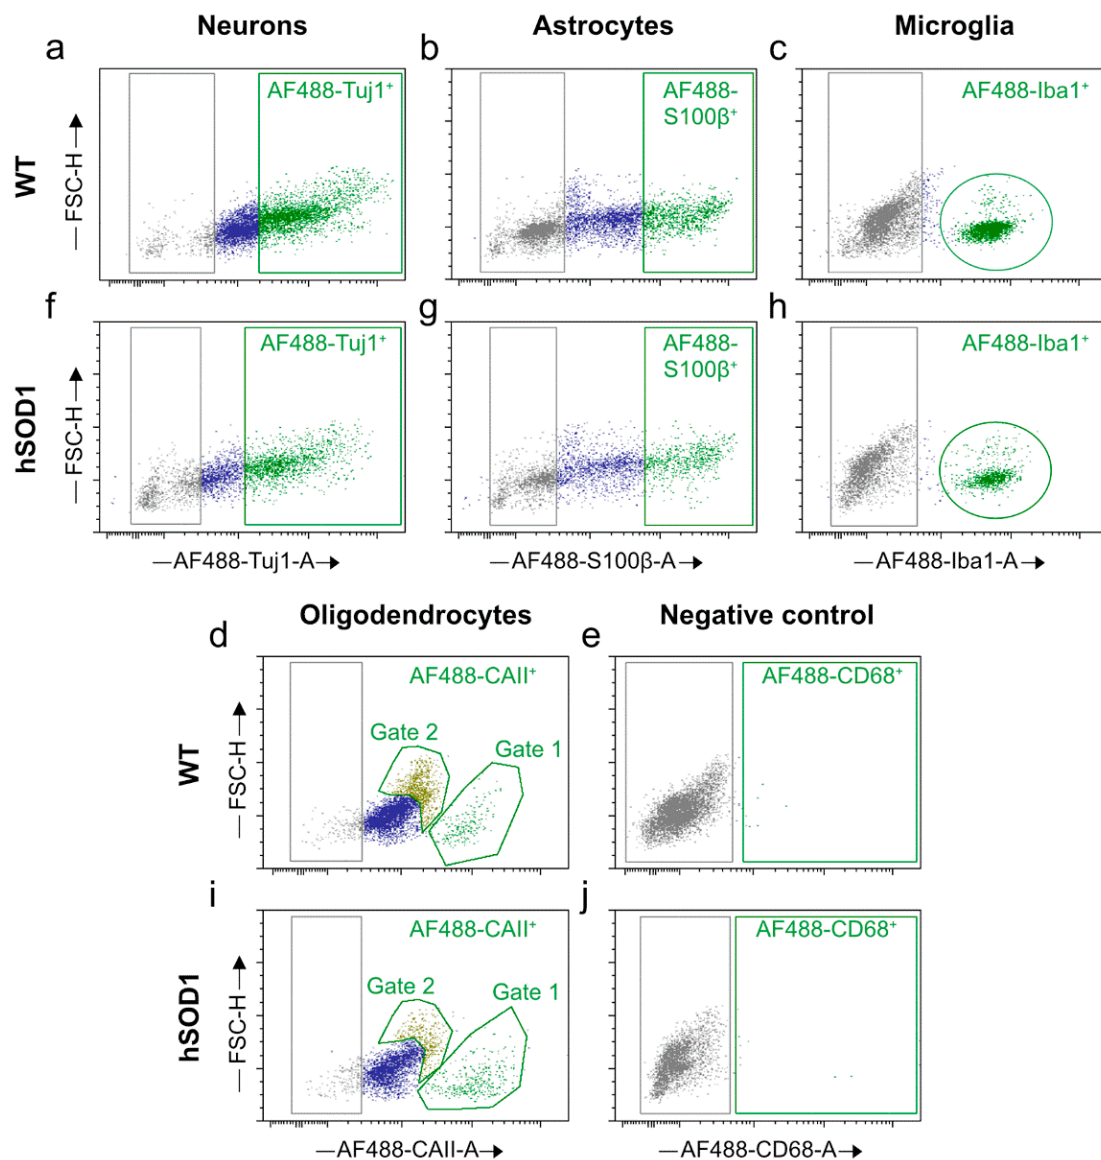 Neurons
Astrocytes
Microglia
a
b
c
WT
FSC-H
AF488-Tuj1⁺
AF488-
S100β⁺
AF488-Iba1⁺
f
g
h
hSOD1
FSC-H
AF488-Tuj1⁺
AF488-
S100β⁺
AF488-Iba1⁺
AF488-Tuj1-A
AF488-S100β-A
AF488-Iba1-A
Oligodendrocytes
Negative control
d
e
WT
FSC-H
AF488-CAII⁺
Gate 2
Gate 1
AF488-CD68⁺
i
j
hSOD1
FSC-H
AF488-CAII⁺
Gate 2
Gate 1
AF488-CD68⁺
AF488-CAII-A
AF488-CD68-A